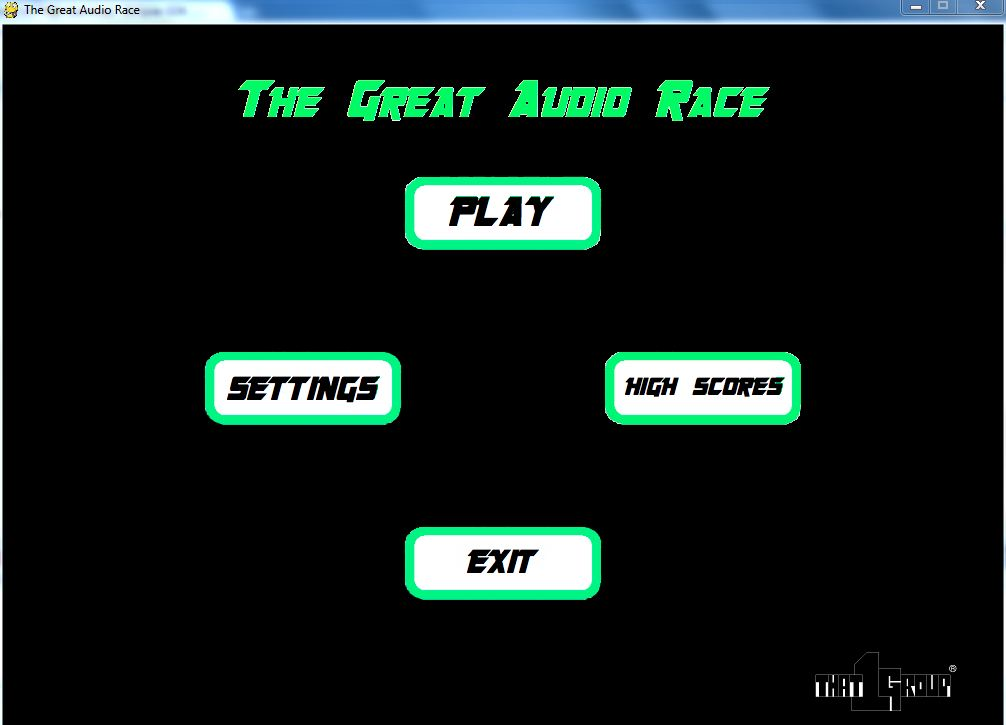 The Great Audio Race
The Great Audio Race
PLAY
SETTINGS
HIGH SCORES
EXIT
THAT 1 GROUP ®